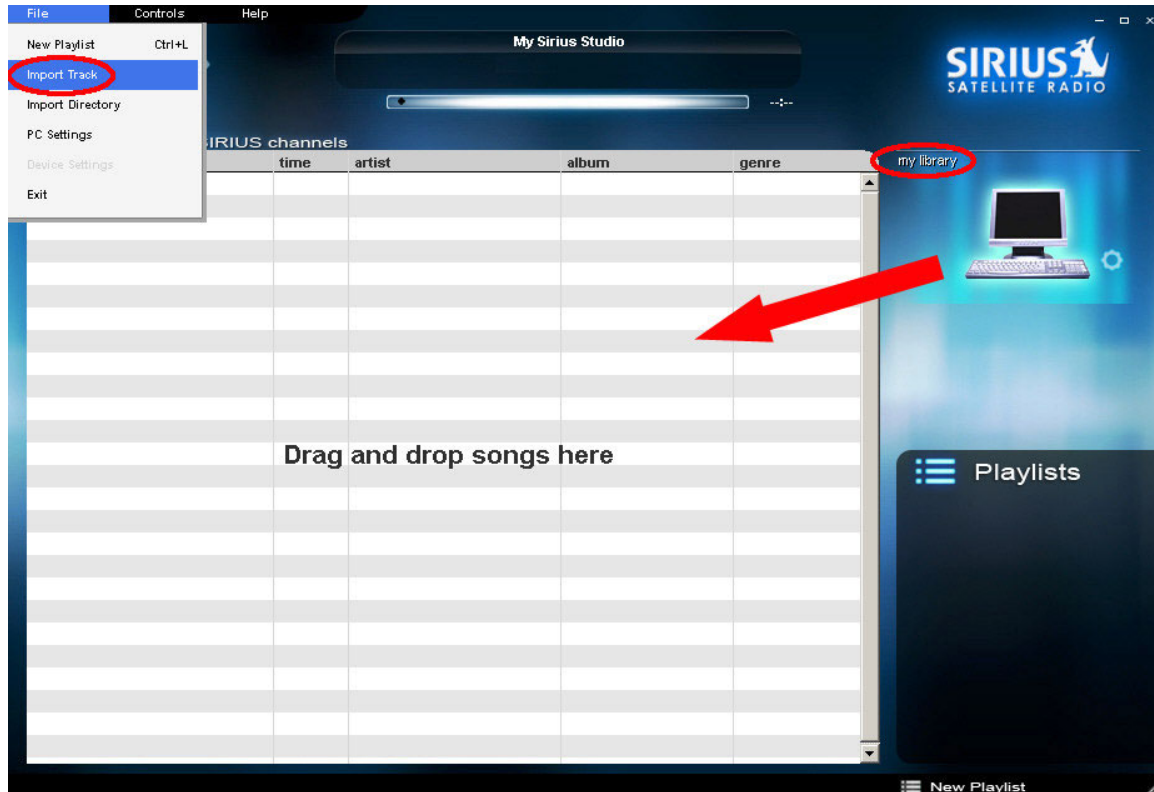 File Controls Help
New Playlist Ctrl+L
Import Track
Import Directory
PC Settings
Device Settings
Exit
My Sirius Studio
--:--
SIRIUS
SATELLITE RADIO
SIRIUS channels
time artist album genre
my library
Drag and drop songs here
Playlists
New Playlist